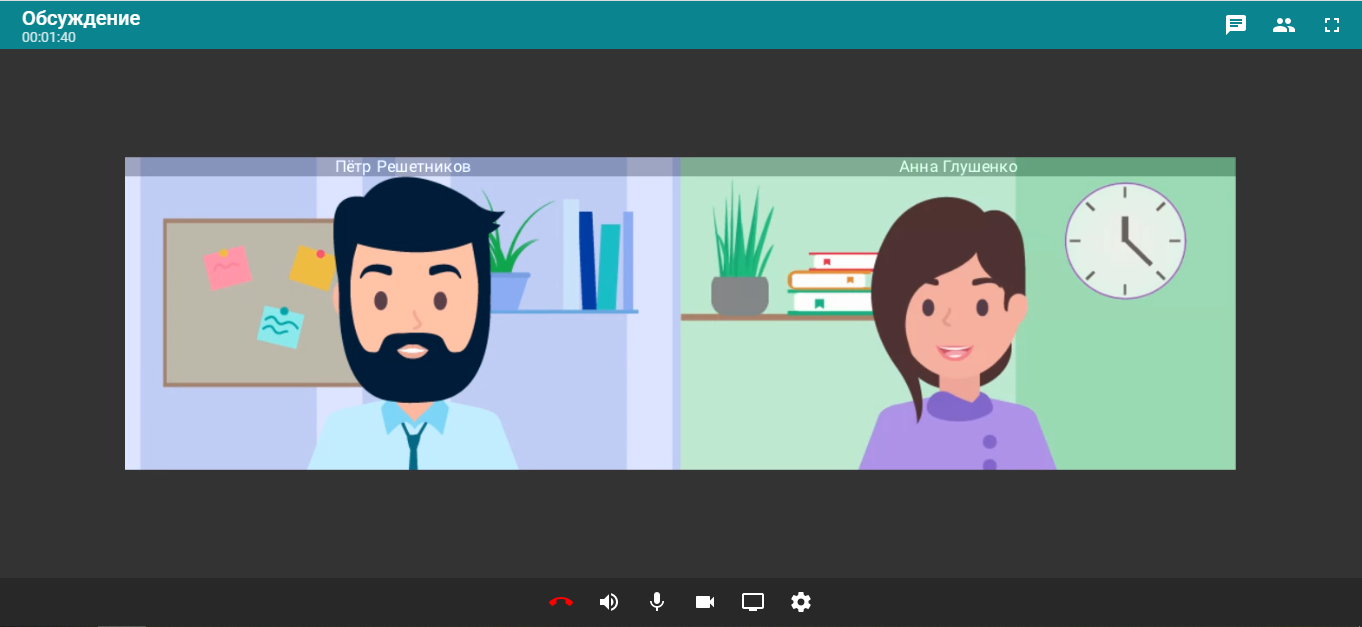 Обсуждение
00:01:40
Пётр Решетников
Анна Глушенко